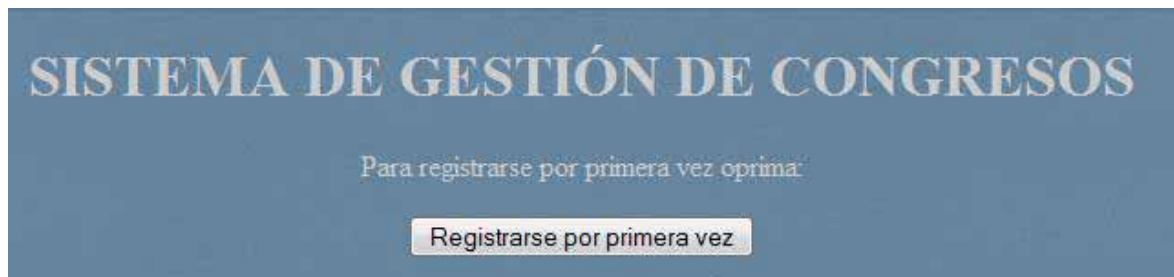 SISTEMA DE GESTIÓN DE CONGRESOS
Para registrarse por primera vez oprima:
Registrarse por primera vez